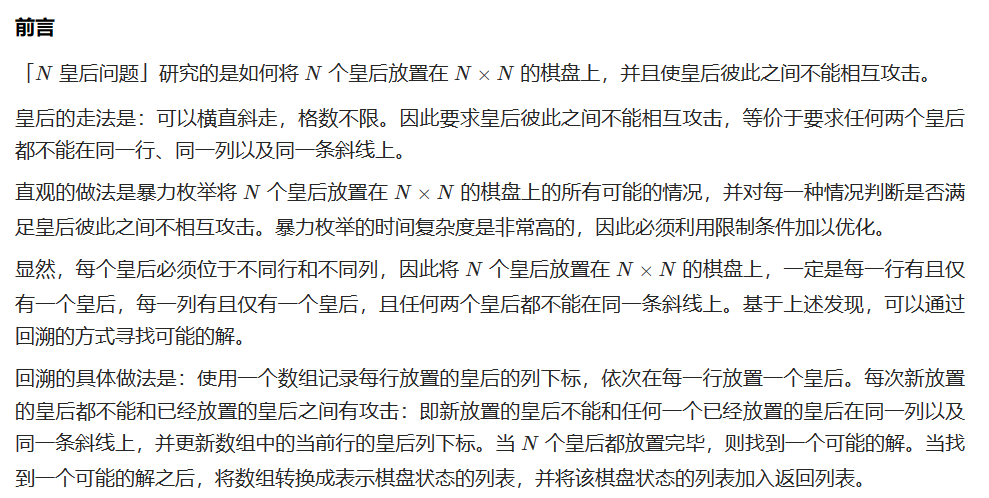 前言
「N 皇后问题」研究的是如何将 N 个皇后放置在 N × N 的棋盘上，并且使皇后彼此之间不能相互攻击。
皇后的走法是：可以横直斜走，格数不限。因此要求皇后彼此之间不能相互攻击，等价于要求任何两个皇后
都不能在同一行、同一列以及同一条斜线上。
直观的做法是暴力枚举将 N 个皇后放置在 N × N 的棋盘上的所有可能的情况，并对每一种情况判断是否满
足皇后彼此之间不相互攻击。暴力枚举的时间复杂度是非常高的，因此必须利用限制条件加以优化。
显然，每个皇后必须位于不同行和不同列，因此将 N 个皇后放置在 N × N 的棋盘上，一定是每一行有且仅
有一个皇后，每一列有且仅有一个皇后，且任何两个皇后都不能在同一条斜线上。基于上述发现，可以通过
回溯的方式寻找可能的解。
回溯的具体做法是：使用一个数组记录每行放置的皇后的列下标，依次在每一行放置一个皇后。每次新放置
的皇后都不能和已经放置的皇后之间有攻击：即新放置的皇后不能和任何一个已经放置的皇后在同一列以及
同一条斜线上，并更新数组中的当前行的皇后列下标。当 N 个皇后都放置完毕，则找到一个可能的解。当找
到一个可能的解之后，将数组转换成表示棋盘状态的列表，并将该棋盘状态的列表加入返回列表。